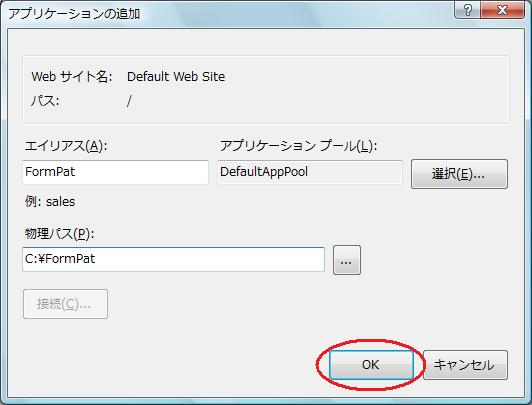 アプリケーションの追加
Web サイト名: Default Web Site
パス: /
エイリアス(A): アプリケーション プール(L):
FormPat DefaultAppPool 選択(E)...
例: sales
物理パス(P):
C:¥FormPat ...
接続(C)...
OK キャンセル